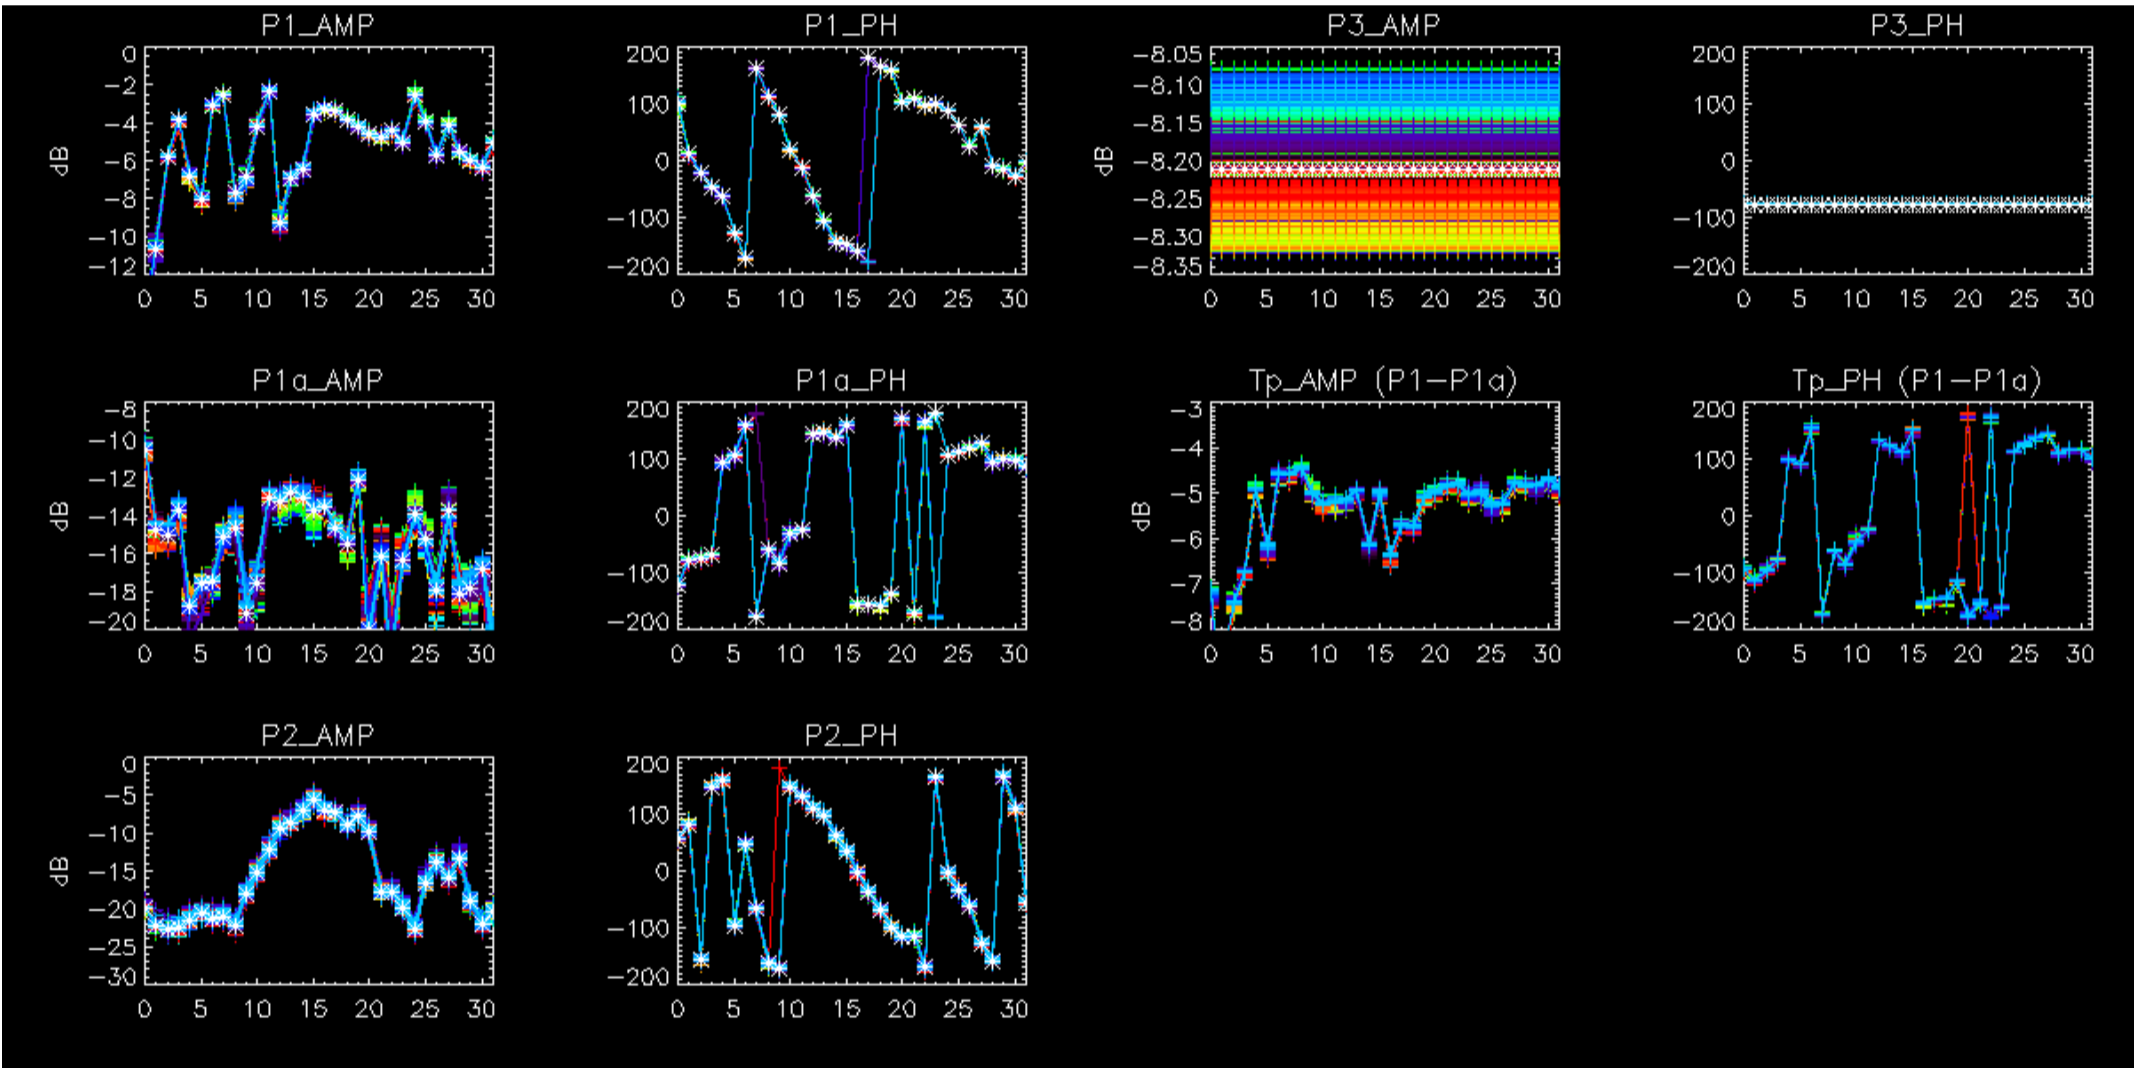 P1_AMP
dB
0
−2
−4
−6
−8
−10
−12
0 5 10 15 20 25 30
P1_PH
200
100
0
−100
−200
0 5 10 15 20 25 30
P3_AMP
dB
−8.05
−8.10
−8.15
−8.20
−8.25
−8.30
−8.35
0 5 10 15 20 25 30
P3_PH
200
100
0
−100
−200
0 5 10 15 20 25 30
P1a_AMP
dB
−8
−10
−12
−14
−16
−18
−20
0 5 10 15 20 25 30
P1a_PH
200
100
0
−100
−200
0 5 10 15 20 25 30
Tp_AMP (P1−P1a)
dB
−3
−4
−5
−6
−7
−8
0 5 10 15 20 25 30
Tp_PH (P1−P1a)
200
100
0
−100
−200
0 5 10 15 20 25 30
P2_AMP
dB
0
−5
−10
−15
−20
−25
−30
0 5 10 15 20 25 30
P2_PH
200
100
0
−100
−200
0 5 10 15 20 25 30